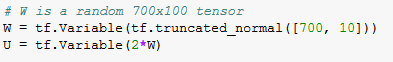 # W is a random 700x100 tensor
W = tf.Variable(tf.truncated_normal([700, 10]))
U = tf.Variable(2*W)